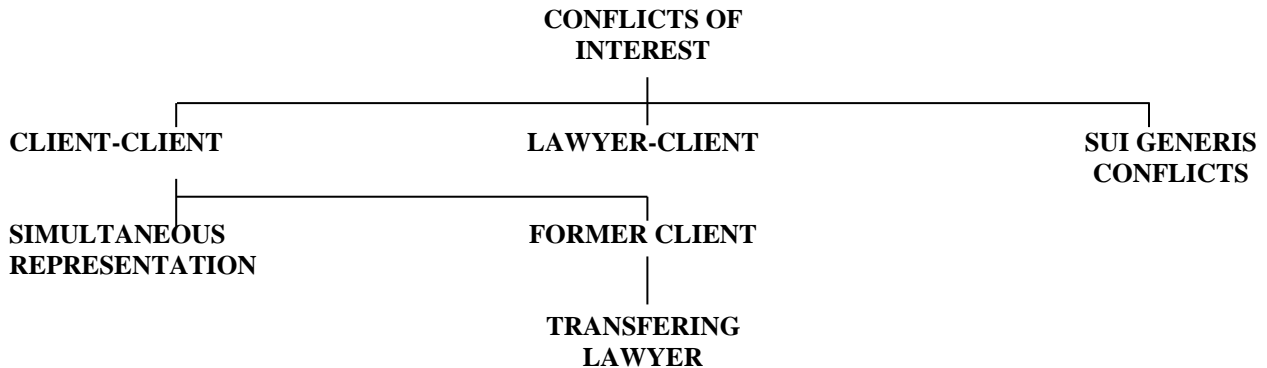 CONFLICTS OF
INTEREST
CLIENT-CLIENT
LAWYER-CLIENT
SUI GENERIS
CONFLICTS
SIMULTANEOUS
REPRESENTATION
FORMER CLIENT
TRANSFERING
LAWYER